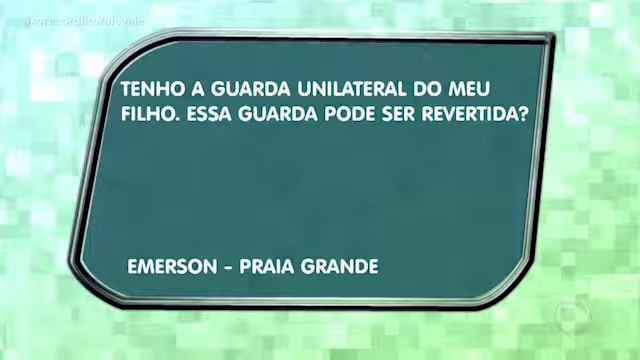 TENHO A GUARDA UNILATERAL DO MEU
FILHO. ESSA GUARDA PODE SER REVERTIDA?
EMERSON - PRAIA GRANDE